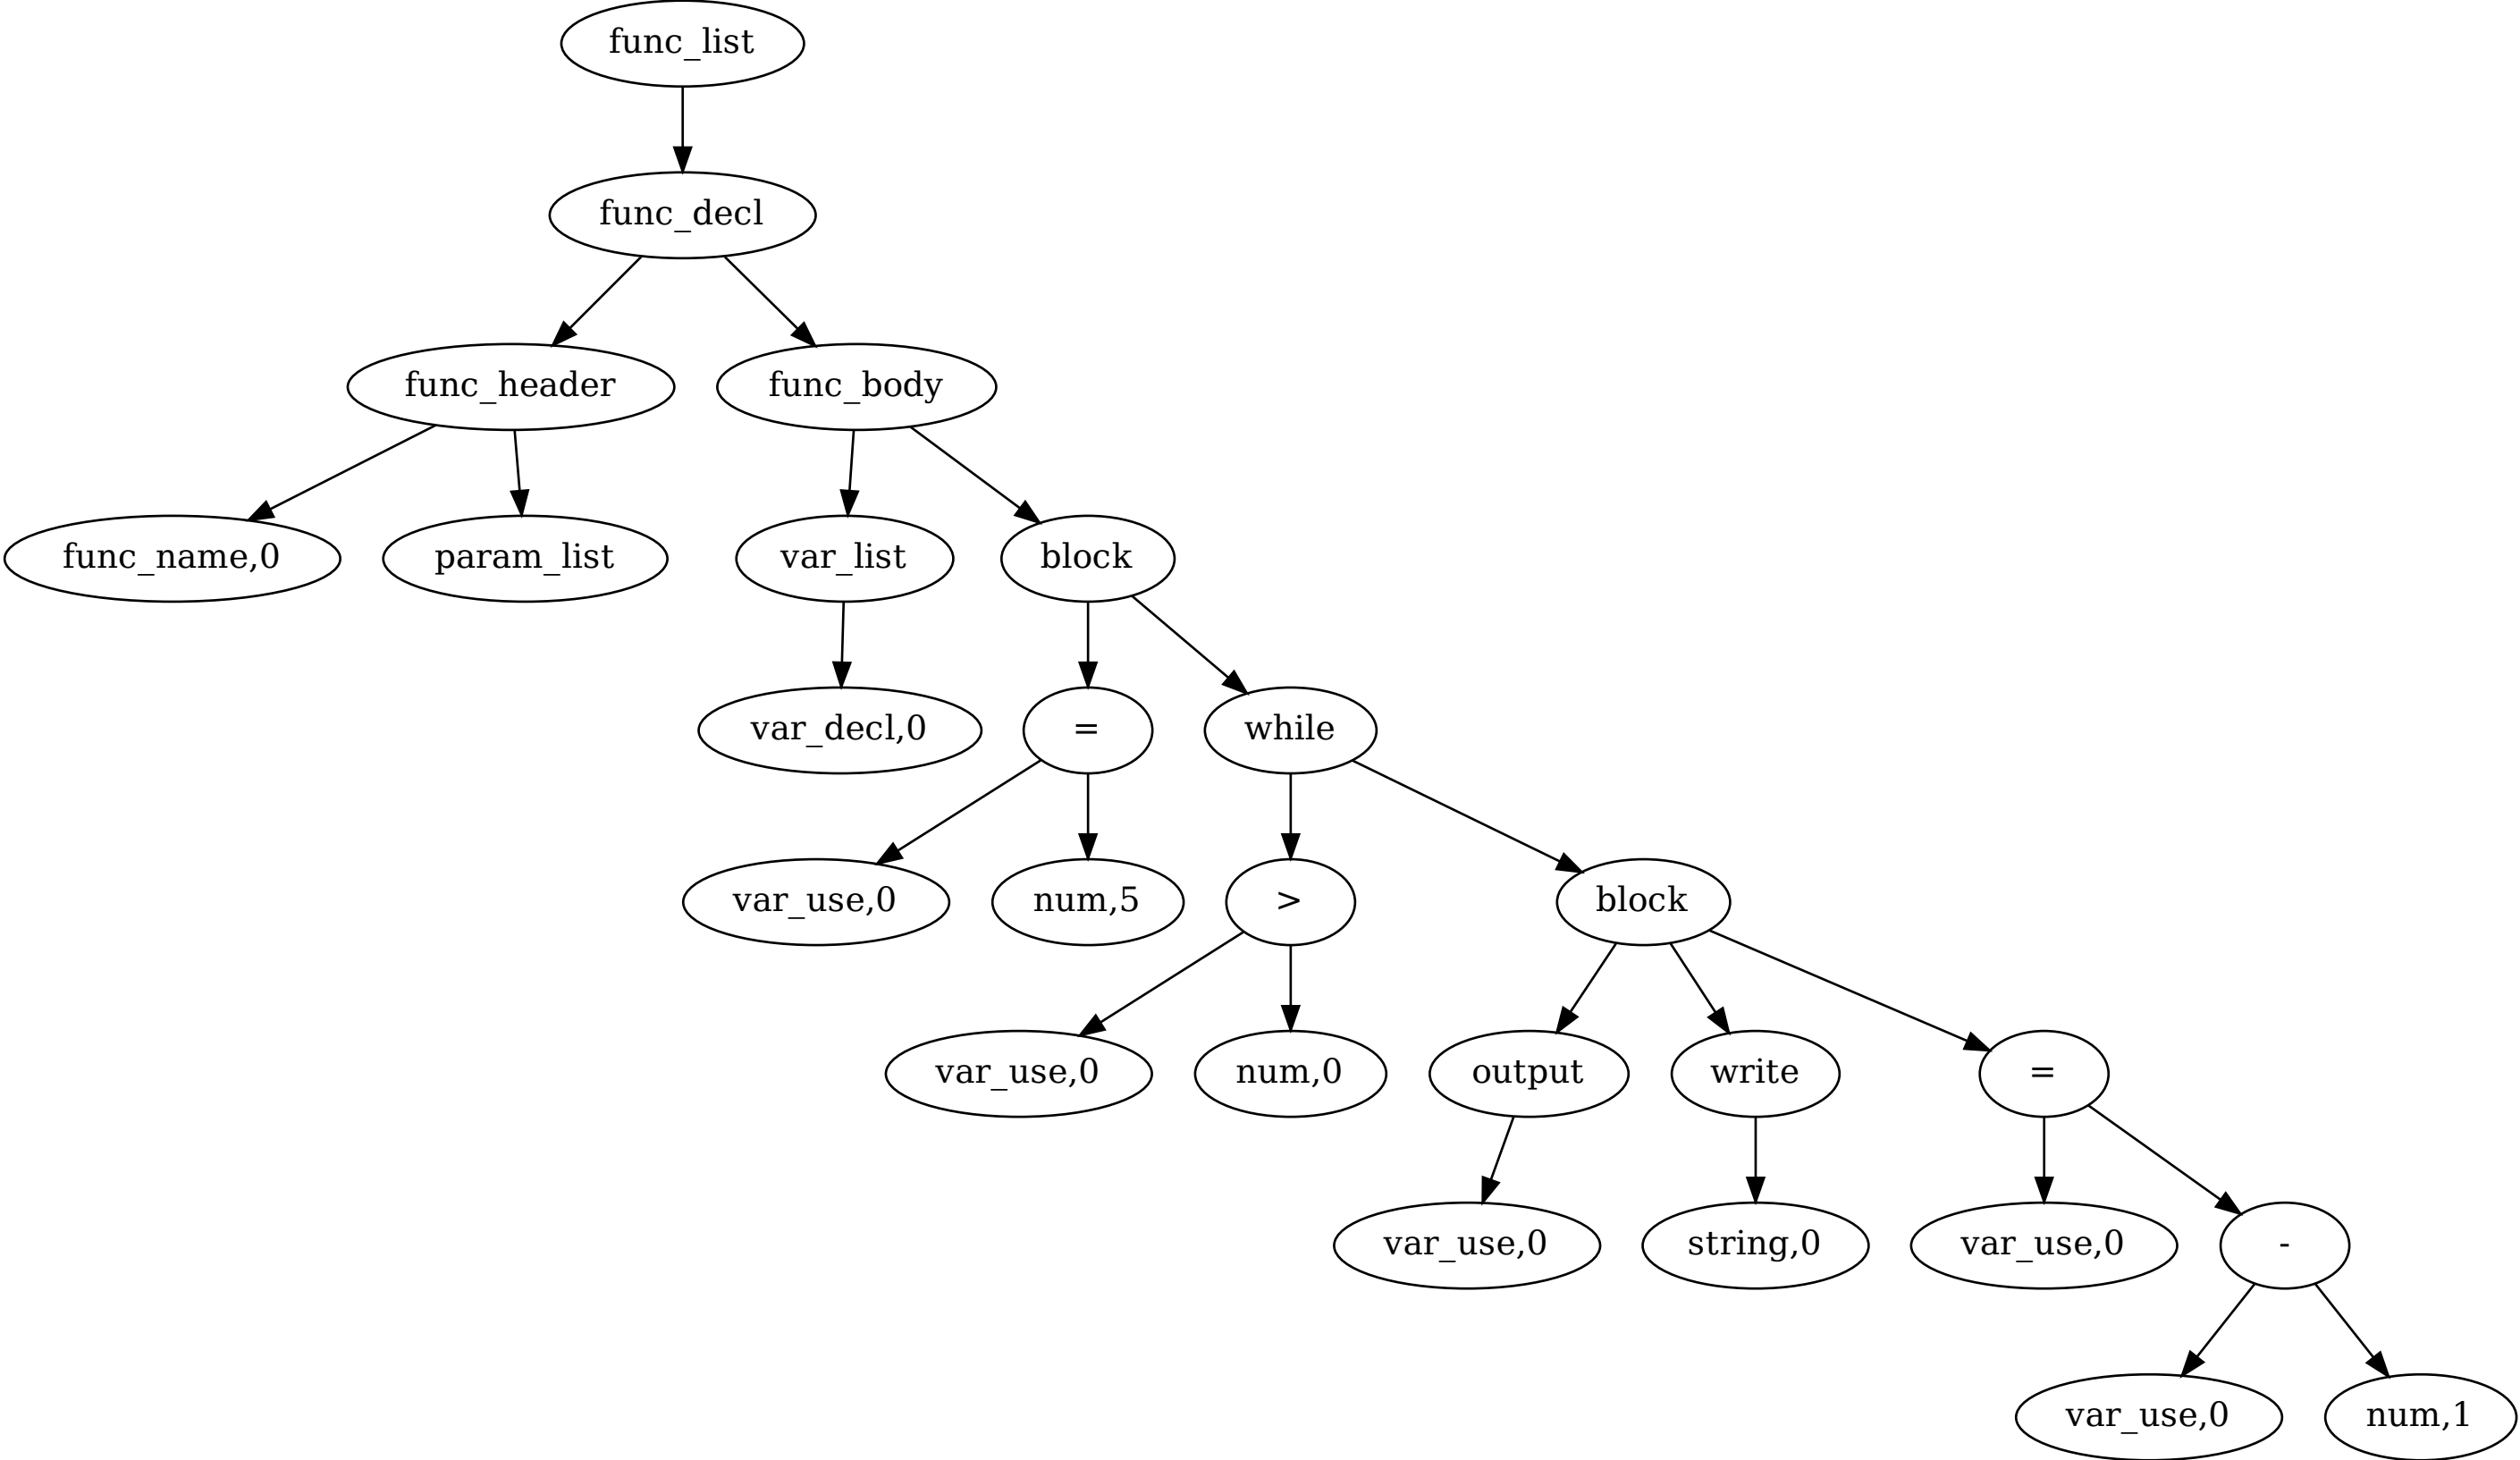 func_list
func_decl
func_header
func_body
func_name,0
param_list
var_list
block
var_decl,0
=
while
var_use,0
num,5
>
block
var_use,0
num,0
output
write
=
var_use,0
string,0
var_use,0
-
var_use,0
num,1